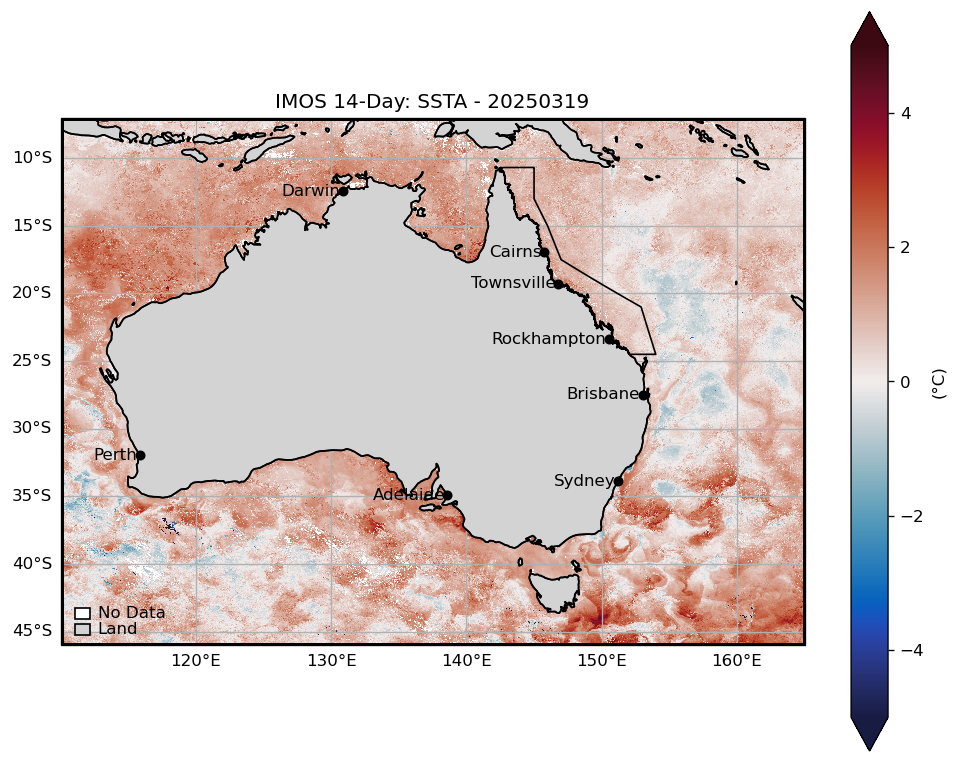 IMOS 14-Day: SSTA - 20250319
10°S
15°S
20°S
25°S
30°S
35°S
40°S
45°S
Darwin
Cairns
Townsville
Rockhampton
Brisbane
Perth
Sydney
Adelaide
No Data
Land
120°E
130°E
140°E
150°E
160°E
4
2
0
−2
−4
(°C)